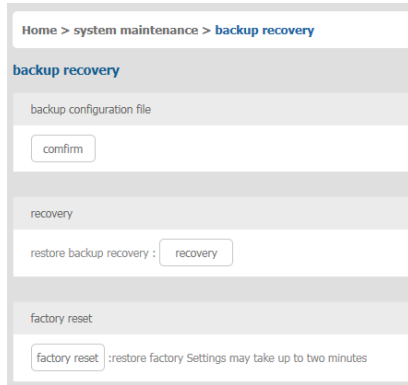 Home > system maintenance > backup recovery
backup recovery
backup configuration file
comfirm
recovery
restore backup recovery : recovery
factory reset
factory reset :restore factory Settings may take up to two minutes